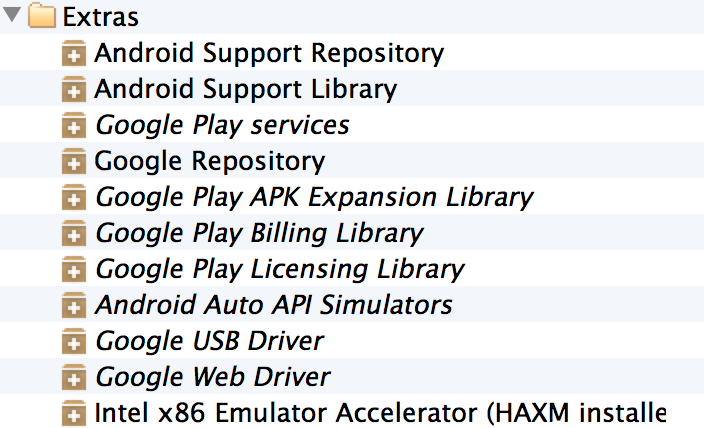 Extras
Android Support Repository
Android Support Library
Google Play services
Google Repository
Google Play APK Expansion Library
Google Play Billing Library
Google Play Licensing Library
Android Auto API Simulators
Google USB Driver
Google Web Driver
Intel x86 Emulator Accelerator (HAXM installe